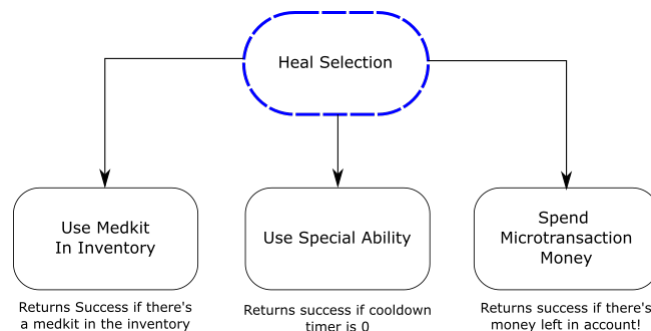 Heal Selection
Use Medkit
In Inventory
Use Special Ability
Spend
Microtransaction
Money
Returns Success if there's
a medkit in the inventory
Returns success if cooldown
timer is 0
Returns success if there's
money left in account!